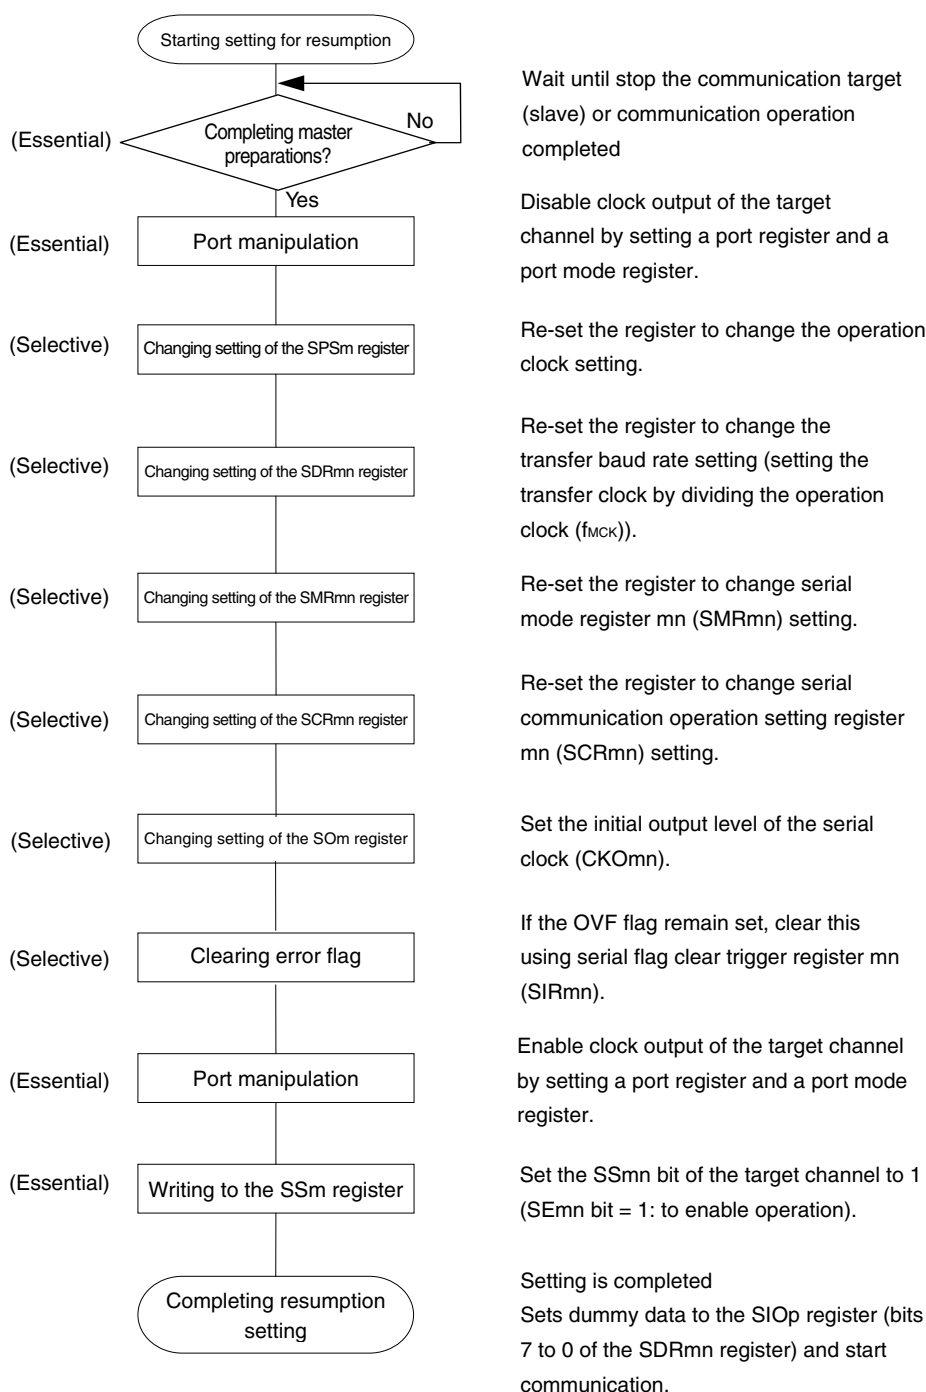 Starting setting for resumption
Wait until stop the communication target
(slave) or communication operation
completed
(Essential)
Completing master
preparations?
No
Yes
Disable clock output of the target
channel by setting a port register and a
port mode register.
(Essential)
Port manipulation
(Selective)
Changing setting of the SPSm register
Re-set the register to change the operation
clock setting.
(Selective)
Changing setting of the SDRmn register
Re-set the register to change the
transfer baud rate setting (setting the
transfer clock by dividing the operation
clock (fMCK)).
(Selective)
Changing setting of the SMRmn register
Re-set the register to change serial
mode register mn (SMRmn) setting.
(Selective)
Changing setting of the SCRmn register
Re-set the register to change serial
communication operation setting register
mn (SCRmn) setting.
(Selective)
Changing setting of the SOm register
Set the initial output level of the serial
clock (CKOmn).
(Selective)
Clearing error flag
If the OVF flag remain set, clear this
using serial flag clear trigger register mn
(SIRmn).
(Essential)
Port manipulation
Enable clock output of the target channel
by setting a port register and a port mode
register.
(Essential)
Writing to the SSm register
Set the SSmn bit of the target channel to 1
(SEmn bit = 1: to enable operation).
Completing resumption
setting
Setting is completed
Sets dummy data to the SIOp register (bits
7 to 0 of the SDRmn register) and start
communication.